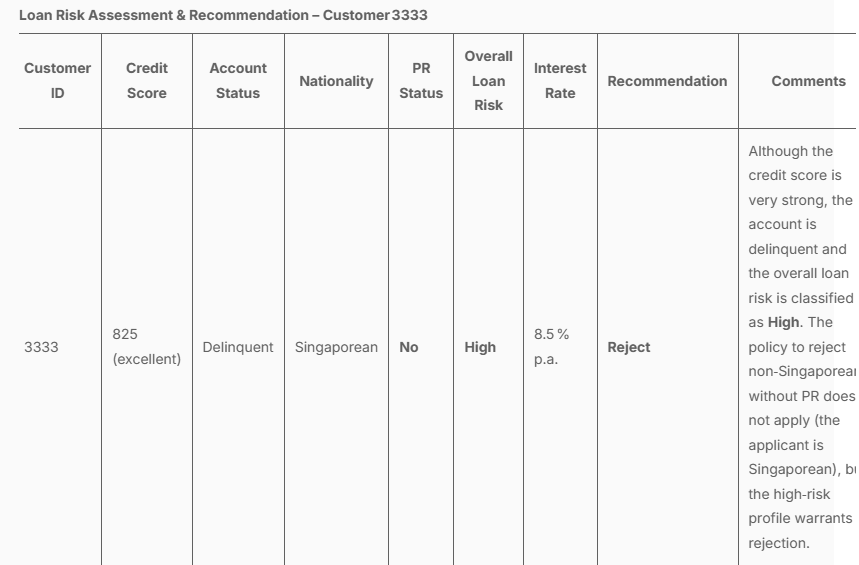 Loan Risk Assessment & Recommendation – Customer 3333
Customer ID
Credit Score
Account Status
Nationality
PR Status
Overall Loan Risk
Interest Rate
Recommendation
Comments
3333
825 (excellent)
Delinquent
Singaporean
No
High
8.5 % p.a.
Reject
Although the
credit score is
very strong, the
account is
delinquent and
the overall loan
risk is classified
as High. The
policy to reject
non-Singaporean
without PR does
not apply (the
applicant is
Singaporean), bu
the high-risk
profile warrants
rejection.